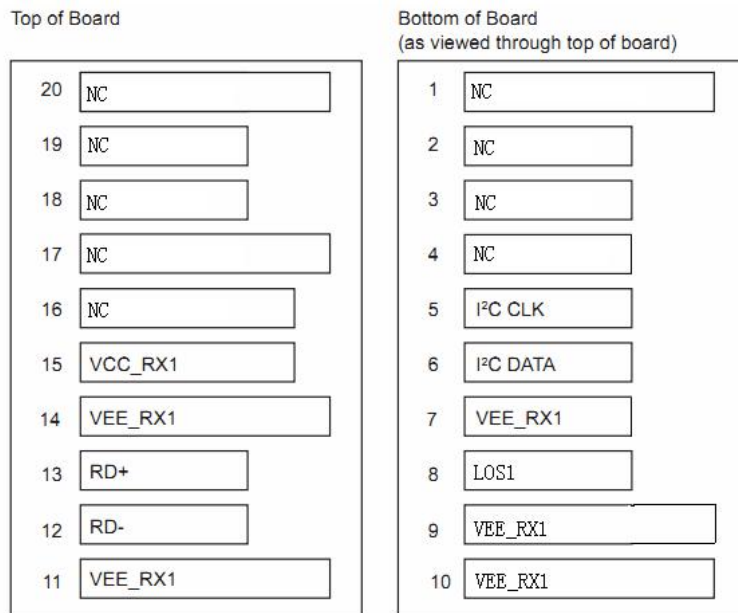 Top of Board
20 NC
19 NC
18 NC
17 NC
16 NC
15 VCC_RX1
14 VEE_RX1
13 RD+
12 RD-
11 VEE_RX1
Bottom of Board
(as viewed through top of board)
1 NC
2 NC
3 NC
4 NC
5 I²C CLK
6 I²C DATA
7 VEE_RX1
8 LOS1
9 VEE_RX1
10 VEE_RX1